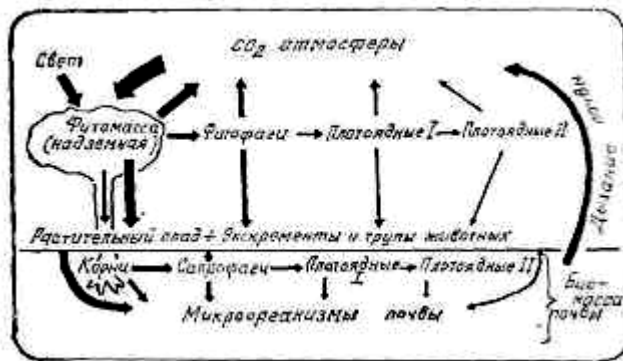 CO₂ атмосферы
Свет
Фитомасса
(надземная)
Фитофаги
Плотоядные I
Плотоядные II
Дыхание почвы
Растительный опад + Экскременты и трупы животных
Корни
Сапрофаги
Плотоядные I
Плотоядные II
Микроорганизмы почвы
Био-
масса
почвы